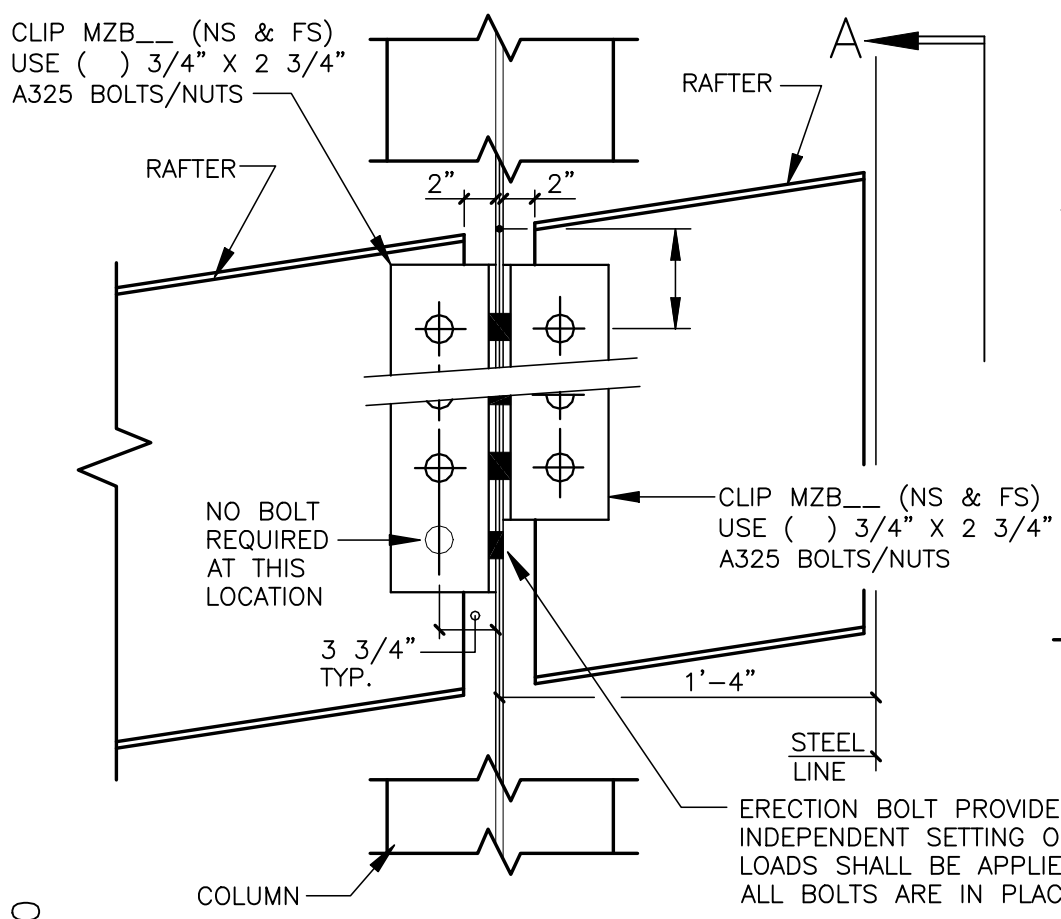 CLIP MZB__ (NS & FS)
USE (  ) 3/4" X 2 3/4"
A325 BOLTS/NUTS
RAFTER
A
RAFTER
2"
2"
NO BOLT
REQUIRED
AT THIS
LOCATION
CLIP MZB__ (NS & FS)
USE (  ) 3/4" X 2 3/4"
A325 BOLTS/NUTS
3 3/4"
TYP.
1'-4"
STEEL
LINE
ERECTION BOLT PROVIDE
INDEPENDENT SETTING O
LOADS SHALL BE APPLIE
ALL BOLTS ARE IN PLAC
COLUMN